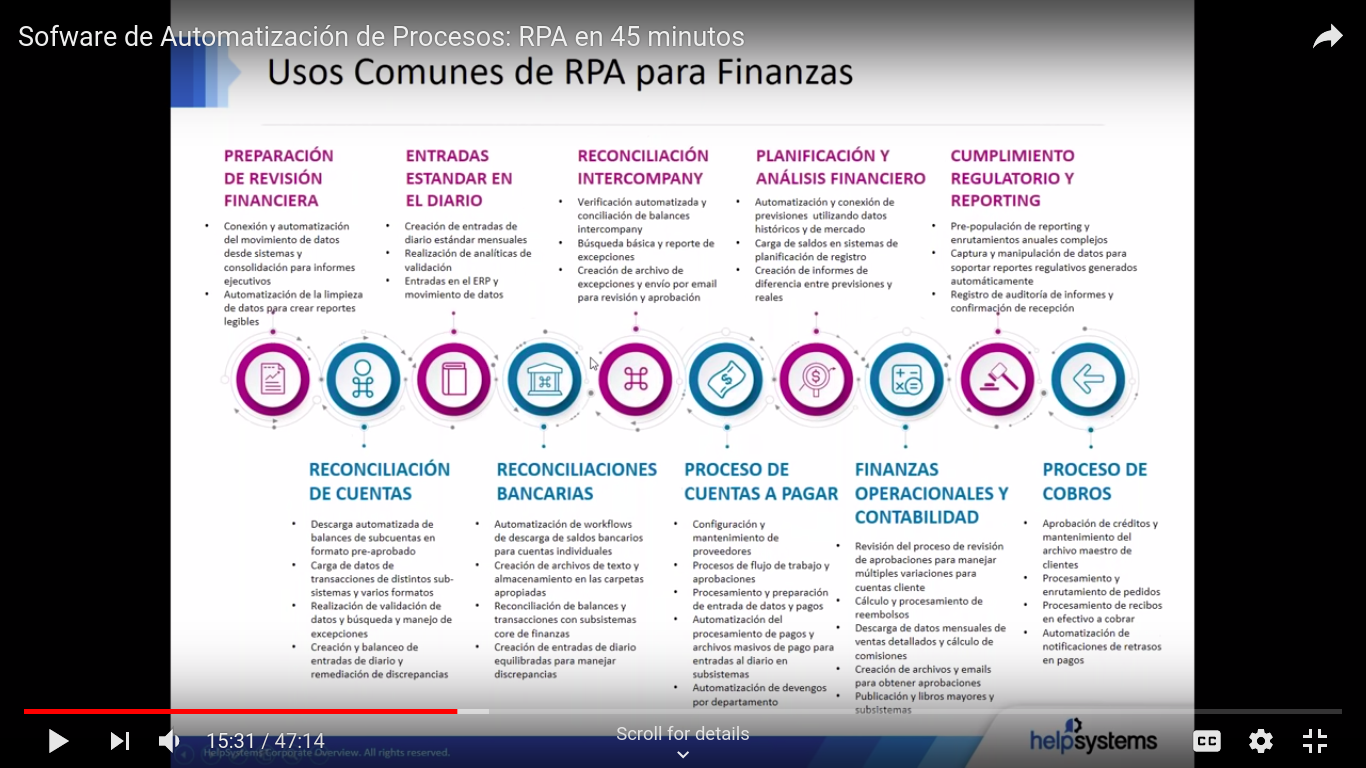 Sofware de Automatización de Procesos: RPA en 45 minutos
Usos Comunes de RPA para Finanzas
PREPARACIÓN
DE REVISIÓN
FINANCIERA
• Conexión y automatización
del movimiento de datos
desde sistemas y
consolidación para informes
ejecutivos
• Automatización de la limpieza
de datos para crear reportes
legibles
ENTRADAS
ESTANDAR EN
EL DIARIO
• Creación de entradas de
diario estándar mensuales
• Realización de analíticas de
validación
• Entradas en el ERP y
movimiento de datos
RECONCILIACIÓN
INTERCOMPANY
• Verificación automatizada y
conciliación de balances
intercompany
• Búsqueda básica y reporte de
excepciones
• Creación de archivo de
excepciones y envío por email
para revisión y aprobación
PLANIFICACIÓN Y
ANÁLISIS FINANCIERO
• Automatización y conexión de
previsiones utilizando datos
históricos y de mercado
• Carga de saldos en sistemas de
planificación de registro
• Creación de informes de
diferencia entre previsiones y
reales
CUMPLIMIENTO
REGULATORIO Y
REPORTING
• Pre-populación de reporting y
enrutamientos anuales complejos
• Captura y manipulación de datos para
soportar reportes regulativos generados
automáticamente
• Registro de auditoría de informes y
confirmación de recepción
RECONCILIACIÓN
DE CUENTAS
• Descarga automatizada de
balances de subcuentas en
formato pre-aprobado
• Carga de datos de
transacciones de distintos sub-
sistemas y varios formatos
• Realización de validación de
datos y búsqueda y manejo de
excepciones
• Creación y balanceo de
entradas de diario y
remediación de discrepancias
RECONCILIACIONES
BANCARIAS
• Automatización de workflows
de descarga de saldos bancarios
para cuentas individuales
• Creación de archivos de texto y
almacenamiento en las carpetas
apropiadas
• Reconciliación de balances y
transacciones con subsistemas
core de finanzas
• Creación de entradas de diario
equilibradas para manejar
discrepancias
PROCESO DE
CUENTAS A PAGAR
• Configuración y
mantenimiento de
proveedores
• Procesos de flujo de trabajo y
aprobaciones
• Procesamiento y preparación
de entrada de datos y pagos
• Automatización del
procesamiento de pagos y
archivos masivos de pago para
entradas al diario en
subsistemas
• Automatización de devengos
por departamento
FINANZAS
OPERACIONALES Y
CONTABILIDAD
• Revisión del proceso de revisión
de aprobaciones para manejar
múltiples variaciones para
cuentas cliente
• Cálculo y procesamiento de
reembolsos
• Descarga de datos mensuales de
ventas detallados y cálculo de
comisiones
• Creación de archivos y emails
para obtener aprobaciones
• Publicación y libros mayores y
subsistemas
PROCESO DE
COBROS
• Aprobación de créditos y
mantenimiento del
archivo maestro de
clientes
• Procesamiento y
enrutamiento de pedidos
• Procesamiento de recibos
en efectivo a cobrar
• Automatización de
notificaciones de retrasos
en pagos
15:31 / 47:14
Scroll for details
HelpSystems Corporate Overview. All rights reserved.
helpsystems
CC